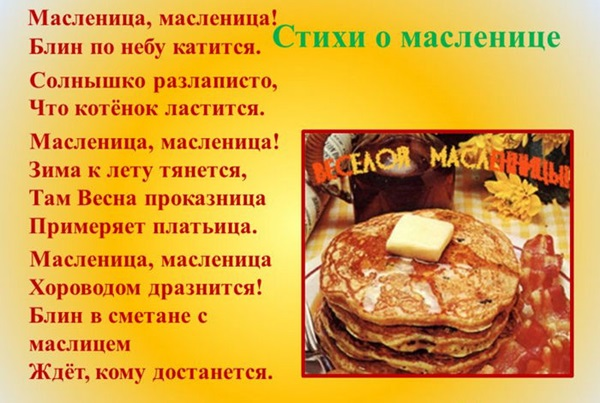 Стихи о масленице
Масленица, масленица!
Блин по небу катится.
Солнышко разлаписто,
Что котёнок ластится.
Масленица, масленица!
Зима к лету тянется,
Там Весна проказница
Примеряет платьица.
Масленица, масленица
Хороводом дразнится!
Блин в сметане с
маслицем
Ждёт, кому достанется.
ВЕСЕЛОЙ МАСЛЕНИЦЫ!